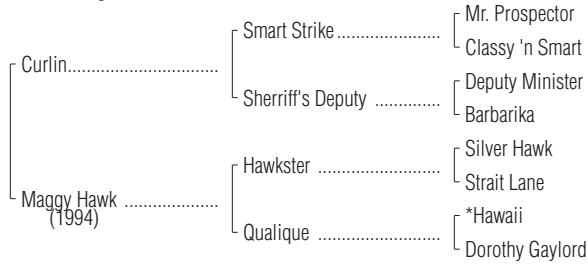 Mr. Prospector
Smart Strike ......................
Classy 'n Smart
Curlin................................
Deputy Minister
Sherriff's Deputy ..............
Barbarika
Silver Hawk
Hawkster ..........................
Strait Lane
Maggy Hawk ....................
(1994)
*Hawaii
Qualique ..........................
Dorothy Gaylord